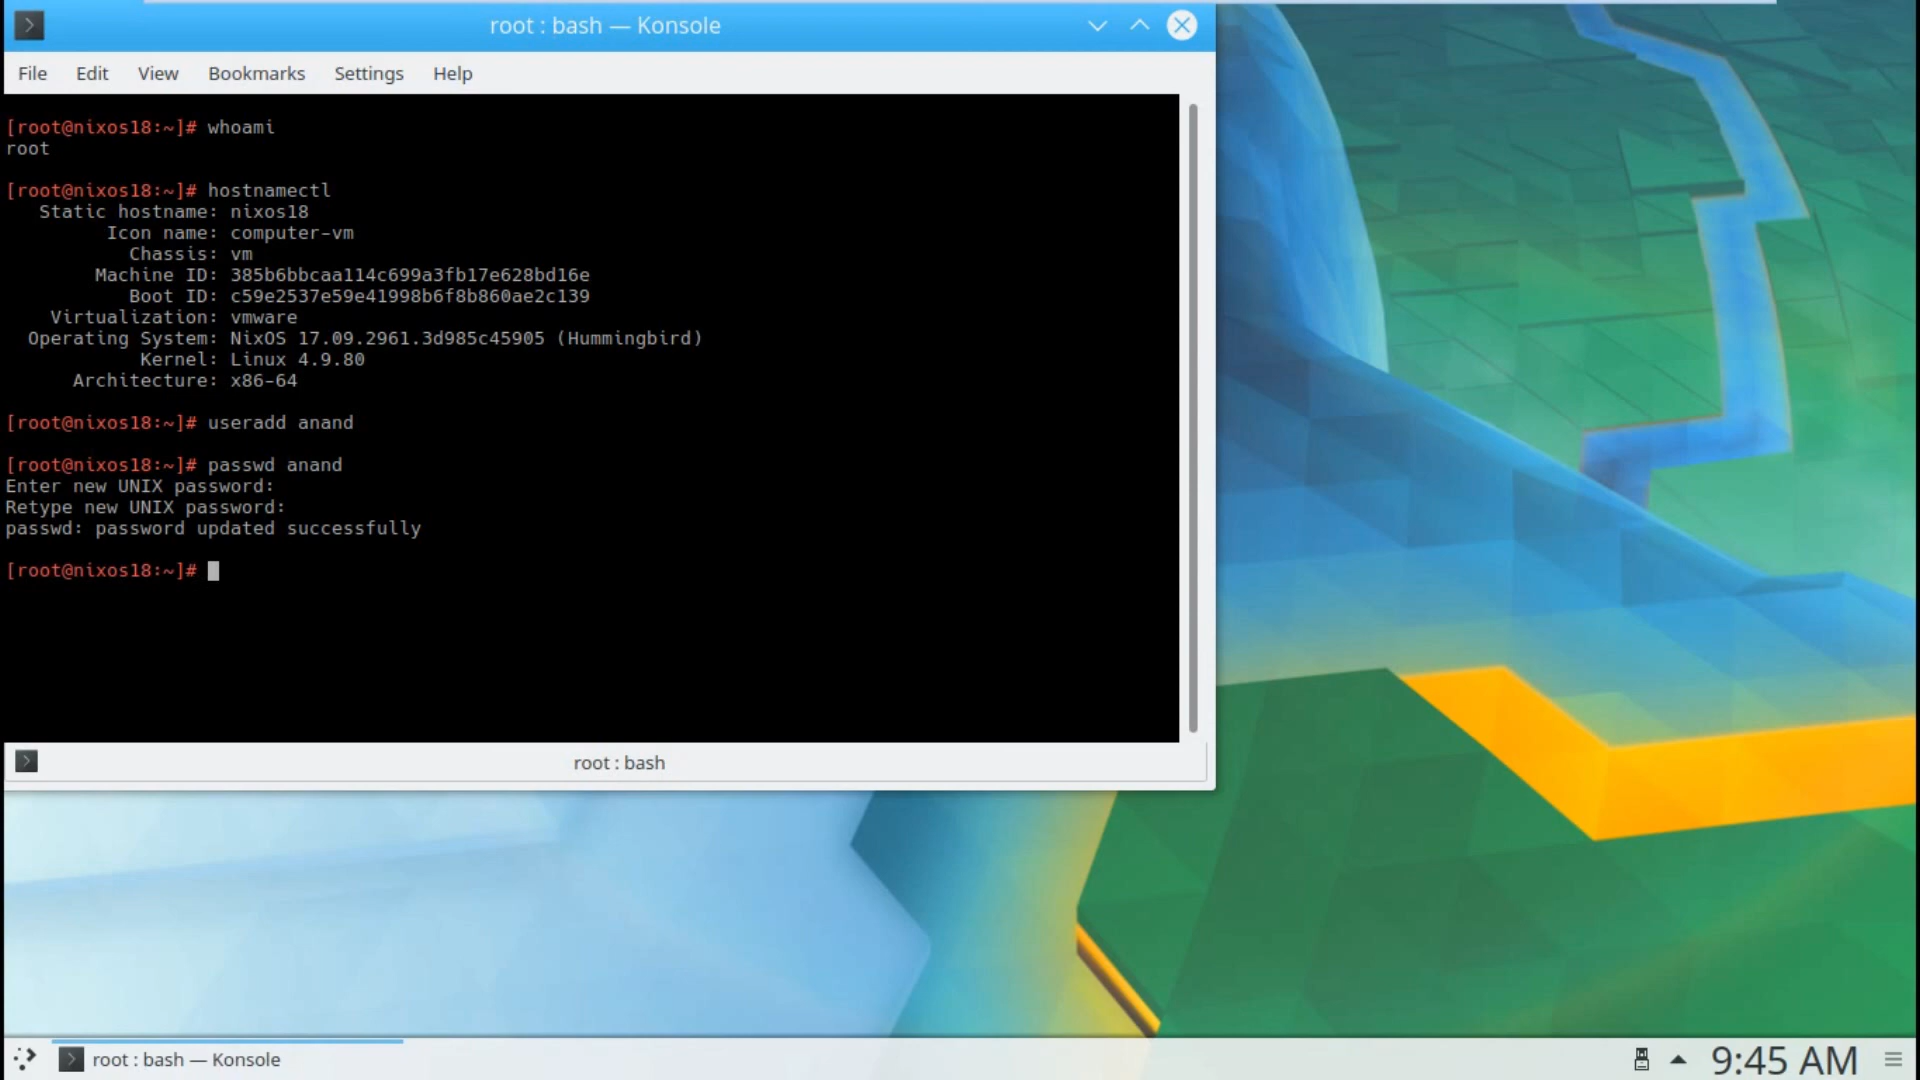 root : bash — Konsole
File Edit View Bookmarks Settings Help
[root@nixos18:~]# whoami
root
[root@nixos18:~]# hostnamectl
Static hostname: nixos18
Icon name: computer-vm
Chassis: vm
Machine ID: 385b6bbcaa114c699a3fb17e628bd16e
Boot ID: c59e2537e59e41998b6f8b860ae2c139
Virtualization: vmware
Operating System: NixOS 17.09.2961.3d985c45905 (Hummingbird)
Kernel: Linux 4.9.80
Architecture: x86-64
[root@nixos18:~]# useradd anand
[root@nixos18:~]# passwd anand
Enter new UNIX password:
Retype new UNIX password:
passwd: password updated successfully
[root@nixos18:~]#
root : bash
root : bash — Konsole
9:45 AM